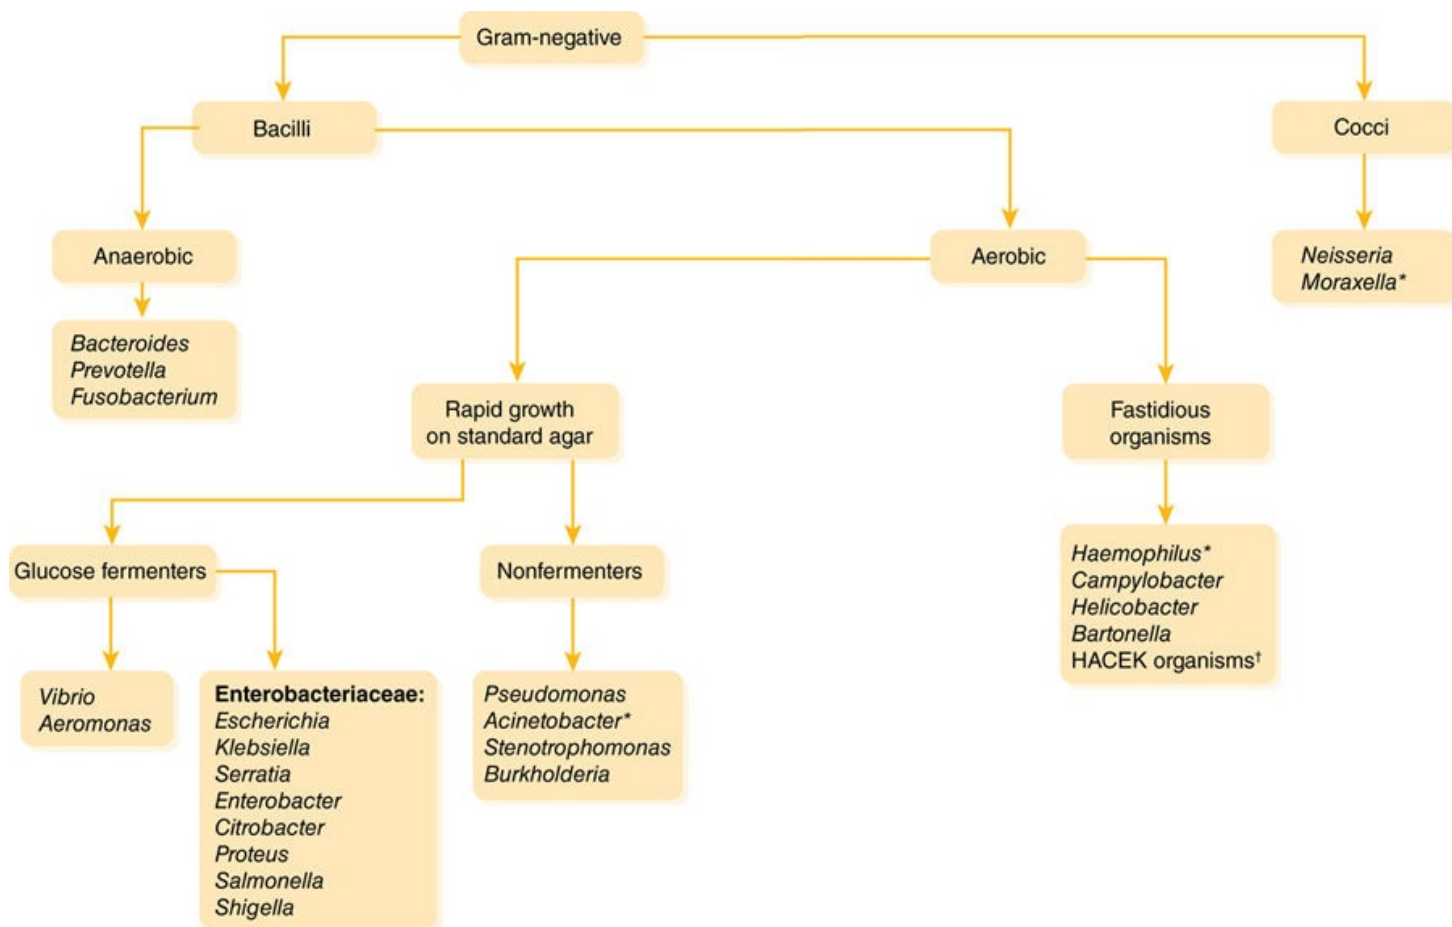 Gram-negative
Bacilli
Cocci
Anaerobic
Aerobic
Neisseria
Moraxella*
Bacteroides
Prevotella
Fusobacterium
Rapid growth
on standard agar
Fastidious
organisms
Glucose fermenters
Nonfermenters
Haemophilus*
Campylobacter
Helicobacter
Bartonella
HACEK organisms†
Vibrio
Aeromonas
Enterobacteriaceae:
Escherichia
Klebsiella
Serratia
Enterobacter
Citrobacter
Proteus
Salmonella
Shigella
Pseudomonas
Acinetobacter*
Stenotrophomonas
Burkholderia